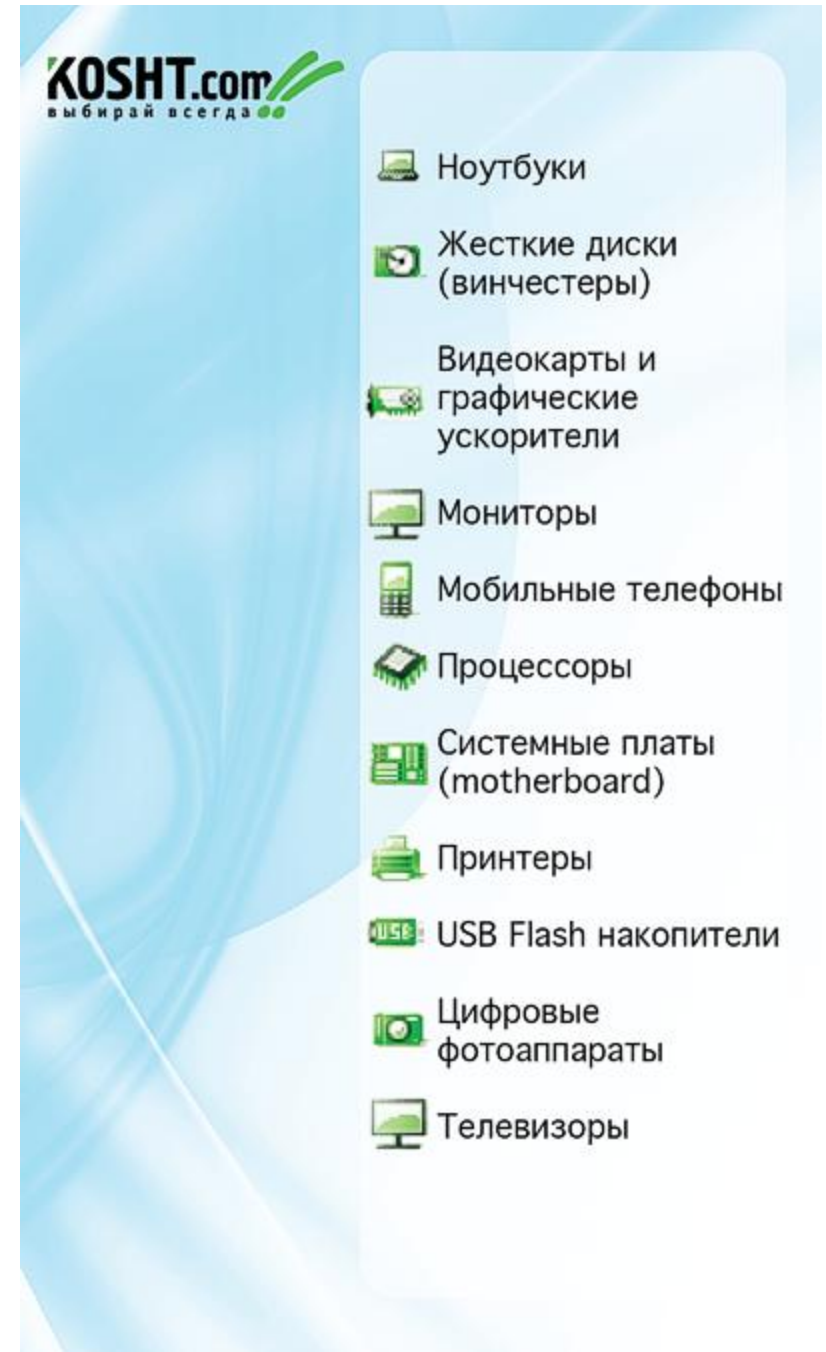 KOSHT.com
выбирай всегда
Ноутбуки
Жесткие диски
(винчестеры)
Видеокарты и
графические
ускорители
Мониторы
Мобильные телефоны
Процессоры
Системные платы
(motherboard)
Принтеры
USB
USB Flash накопители
Цифровые
фотоаппараты
Телевизоры